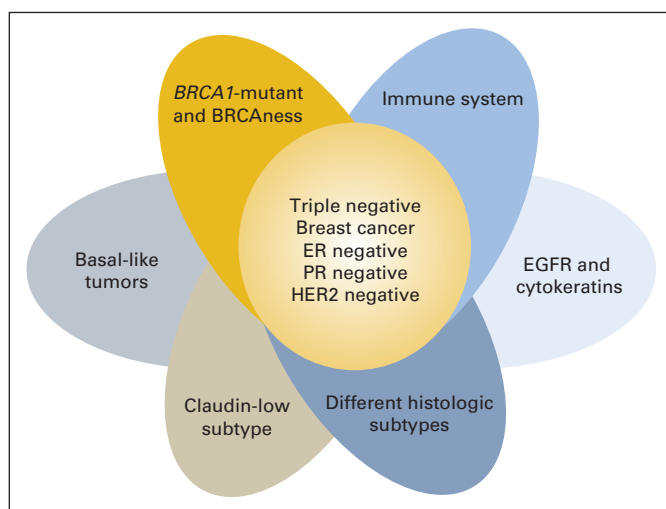 BRCA1-mutant
and BRCAness
Immune system
Triple negative
Breast cancer
ER negative
PR negative
HER2 negative
Basal-like
tumors
EGFR and
cytokeratins
Claudin-low
subtype
Different histologic
subtypes